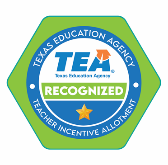 TEXAS EDUCATION AGENCY
TEA
Texas Education Agency
RECOGNIZED
TEACHER INCENTIVE ALLOTMENT